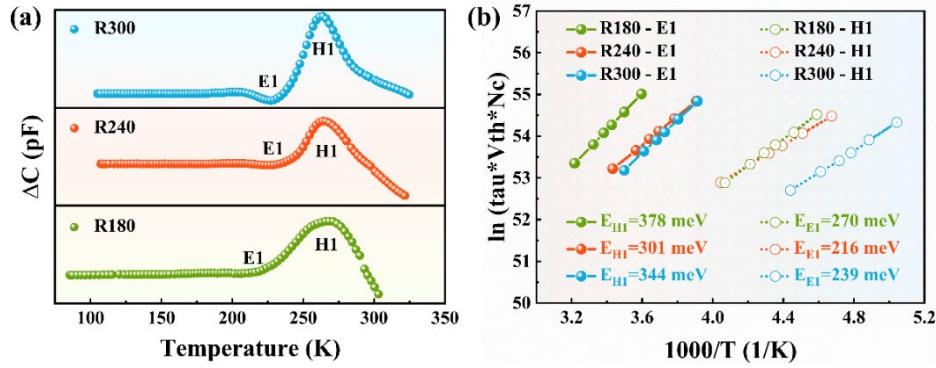 (a)
R300
E1
H1
R240
E1
H1
R180
E1
H1
ΔC (pF)
100 150 200 250 300 350
Temperature (K)
(b)
57
56
55
54
53
52
51
50
ln (tau*Vth*Nc)
R180 - E1 R180 - H1
R240 - E1 R240 - H1
R300 - E1 R300 - H1
E_H1=378 meV E_E1=270 meV
E_H1=301 meV E_E1=216 meV
E_H1=344 meV E_E1=239 meV
3.2 3.6 4.0 4.4 4.8 5.2
1000/T (1/K)